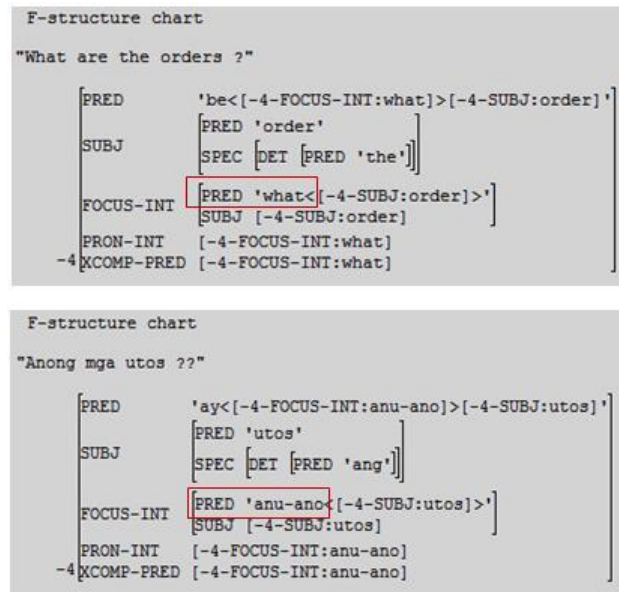 F-structure chart
"What are the orders ?"
PRED 'be<[-4-FOCUS-INT:what]>[-4-SUBJ:order]'
PRED 'order'
SUBJ
SPEC [DET [PRED 'the']]
PRED 'what<[-4-SUBJ:order]>'
FOCUS-INT
SUBJ [-4-SUBJ:order]
PRON-INT [-4-FOCUS-INT:what]
-4 XCOMP-PRED [-4-FOCUS-INT:what]
F-structure chart
"Anong mga utos ??"
PRED 'ay<[-4-FOCUS-INT:anu-ano]>[-4-SUBJ:utos]'
PRED 'utos'
SUBJ
SPEC [DET [PRED 'ang']]
PRED 'anu-ano<[-4-SUBJ:utos]>'
FOCUS-INT
SUBJ [-4-SUBJ:utos]
PRON-INT [-4-FOCUS-INT:anu-ano]
-4 XCOMP-PRED [-4-FOCUS-INT:anu-ano]